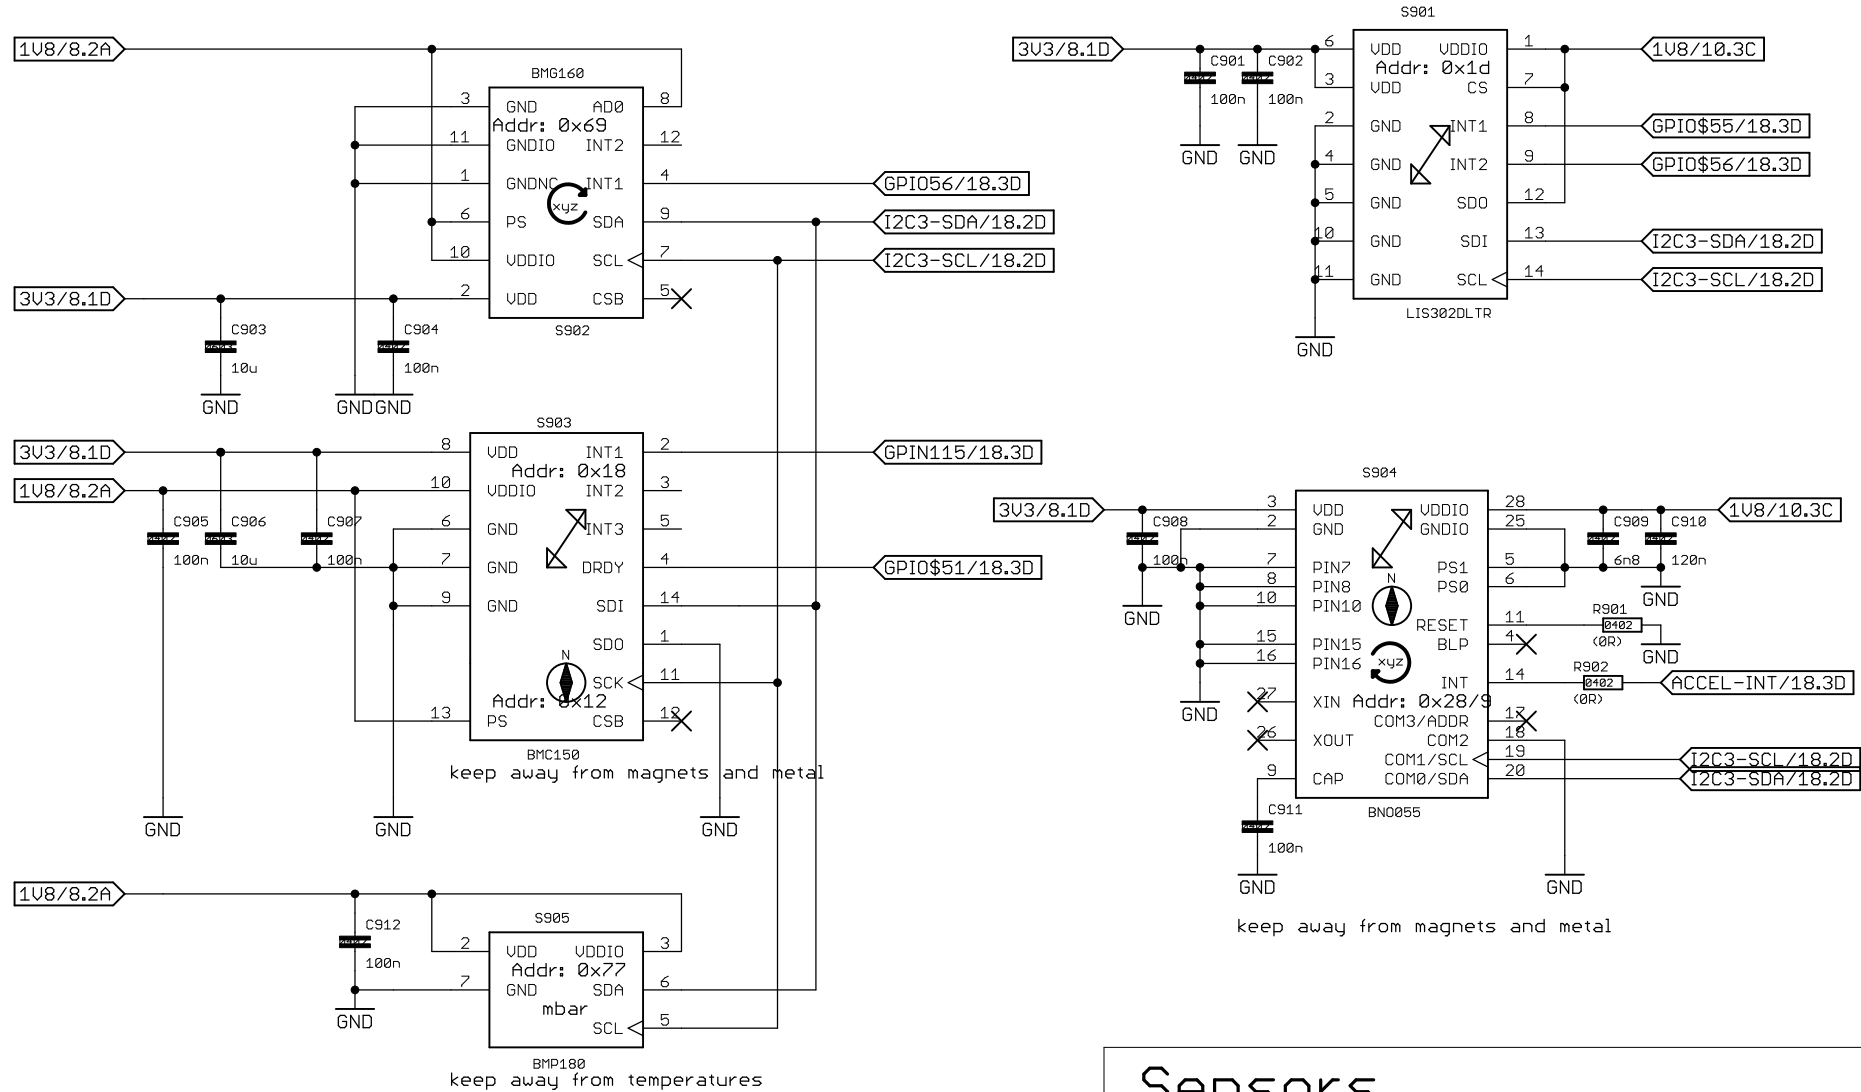 1V8/8.2A
BMG160
3 GND AD0 8
Addr: 0x69
11 GNDIO INT2 12
1 GNDNC INT1 4 GPIO56/18.3D
xyz
6 PS SDA 9 I2C3-SDA/18.2D
10 VDDIO SCL 7 I2C3-SCL/18.2D
3V3/8.1D 2 VDD CSB 5
S902
C903 C904
10u 100n
GND GND GND
S903
3V3/8.1D 8 VDD INT1 2 GPIN115/18.3D
Addr: 0x18
1V8/8.2A 10 VDDIO INT2 3
C905 C906 C907
100n 10u 100n
6 GND INT3 5
7 GND DRDY 4 GPIO$51/18.3D
9 GND SDI 14
SDO 1
N
SCK 11
Addr: 0x12
13 PS CSB 12
BMC150
keep away from magnets and metal
GND GND GND
1V8/8.2A
C912
100n
GND
S905
2 VDD VDDIO 3
Addr: 0x77
7 GND SDA 6
mbar
SCL 5
BMP180
keep away from temperatures
S901
3V3/8.1D 6 VDD VDDIO 1 1V8/10.3C
C901 C902
100n 100n
GND GND
Addr: 0x1d
3 VDD CS 7
2 GND INT1 8 GPIO$55/18.3D
4 GND INT2 9 GPIO$56/18.3D
5 GND SDO 12
10 GND SDI 13 I2C3-SDA/18.2D
11 GND SCL 14 I2C3-SCL/18.2D
LIS302DLTR
GND
S904
3V3/8.1D 3 VDD VDDIO 28 1V8/10.3C
2 GND GNDIO 25
C908 C909 C910
100n 6n8 120n
7 PIN7 PS1 5
8 PIN8 PS0 6
N
10 PIN10
GND GND
RESET 11 R901
0402
(0R)
GND
15 PIN15 BLP 4
16 PIN16
xyz
INT 14 R902
0402
(0R)
ACCEL-INT/18.3D
27 XIN Addr: 0x28/9
GND
COM3/ADDR 17
26 XOUT COM2 18
COM1/SCL 19 I2C3-SCL/18.2D
9 CAP COM0/SDA 20 I2C3-SDA/18.2D
BNO055
C911
100n
GND GND
keep away from magnets and metal
Sensors